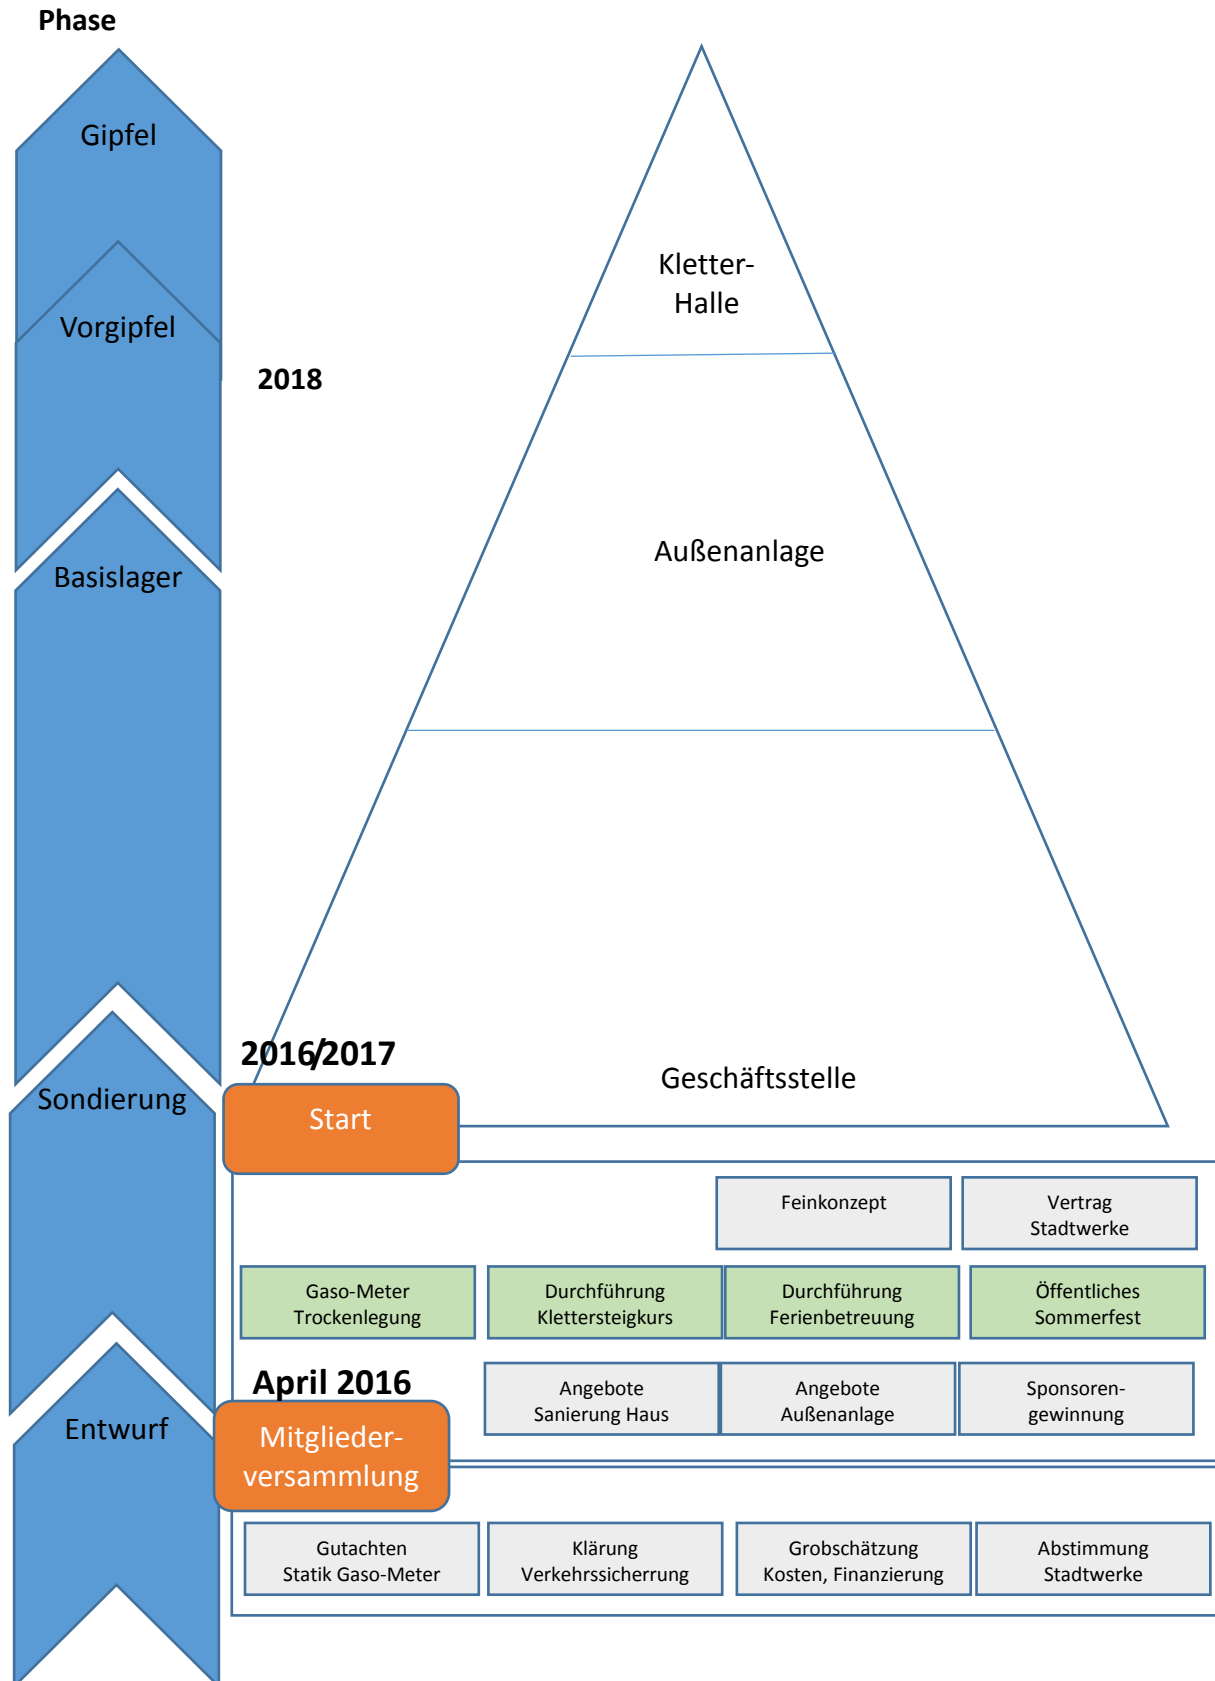 Phase
Gipfel
Kletter-
Halle
Vorgipfel
2018
Außenanlage
Basislager
2016/2017
Geschäftsstelle
Sondierung
Start
Feinkonzept
Vertrag
Stadtwerke
Gaso-Meter
Trockenlegung
Durchführung
Klettersteigkurs
Durchführung
Ferienbetreuung
Öffentliches
Sommerfest
April 2016
Angebote
Sanierung Haus
Angebote
Außenanlage
Sponsoren-
gewinnung
Entwurf
Mitglieder-
versammlung
Gutachten
Statik Gaso-Meter
Klärung
Verkehrssicherrung
Grobschätzung
Kosten, Finanzierung
Abstimmung
Stadtwerke